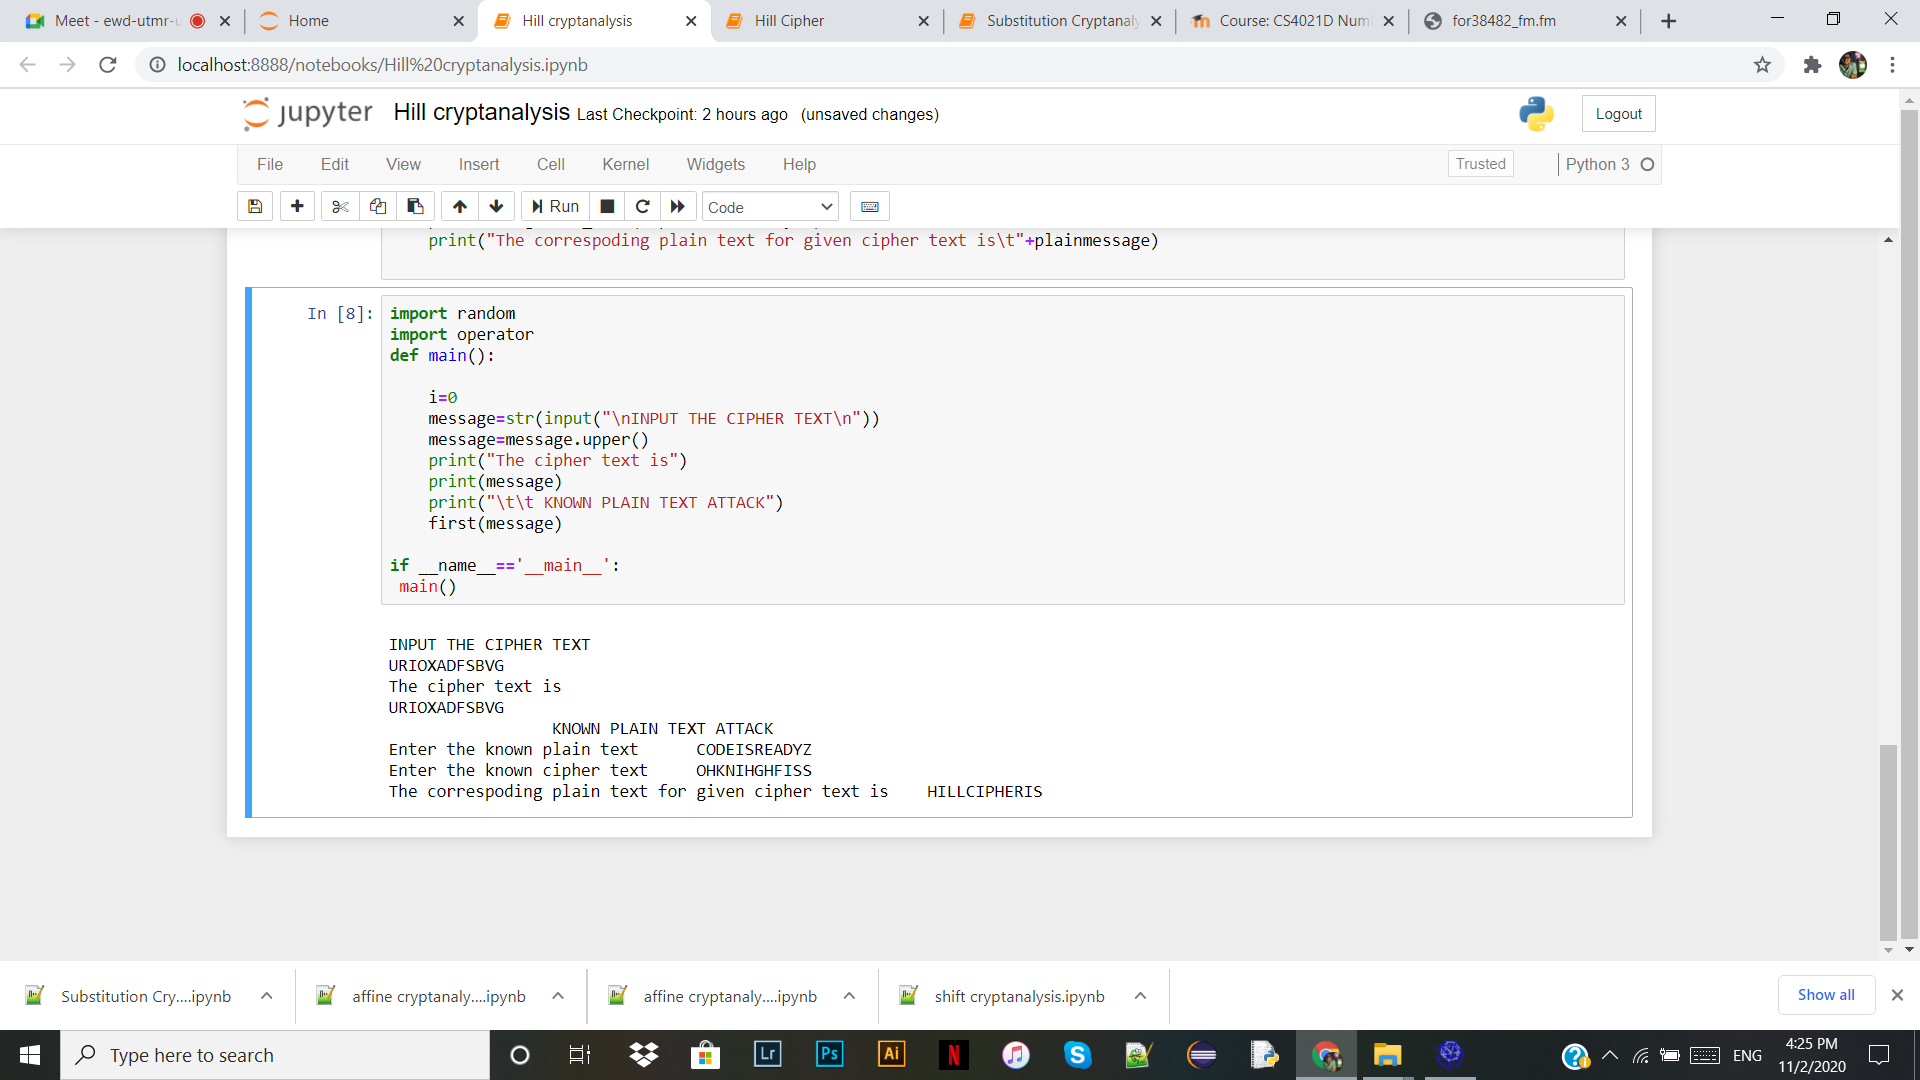 Meet - ewd-utmr-u
Home
Hill cryptanalysis
Hill Cipher
Substitution Cryptanaly
Course: CS4021D Num
for38482_fm.fm
localhost:8888/notebooks/Hill%20cryptanalysis.ipynb
jupyter Hill cryptanalysis Last Checkpoint: 2 hours ago (unsaved changes)
Logout
File Edit View Insert Cell Kernel Widgets Help
Trusted
Python 3
Run
Code
print("The correspoding plain text for given cipher text is\t"+plainmessage)
In [8]:
import random
import operator
def main():
i=0
message=str(input("\nINPUT THE CIPHER TEXT\n"))
message=message.upper()
print("The cipher text is")
print(message)
print("\t\t KNOWN PLAIN TEXT ATTACK")
first(message)
if __name__=='__main__':
main()
INPUT THE CIPHER TEXT
URIOXADFSBVG
The cipher text is
URIOXADFSBVG
KNOWN PLAIN TEXT ATTACK
Enter the known plain text CODEISREADYZ
Enter the known cipher text OHKNIHGHFISS
The correspoding plain text for given cipher text is HILLCIPHERIS
Substitution Cry....ipynb
affine cryptanaly....ipynb
affine cryptanaly....ipynb
shift cryptanalysis.ipynb
Show all
Type here to search
Lr
Ps
Ai
N
S
ENG
4:25 PM
11/2/2020